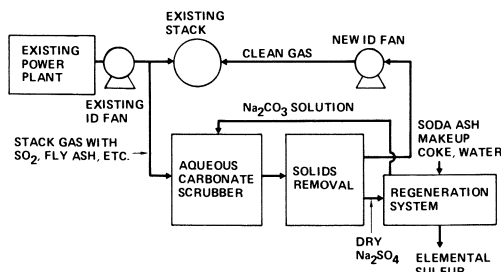 EXISTING
STACK
EXISTING
POWER
PLANT
CLEAN GAS
NEW ID FAN
EXISTING
ID FAN
Na₂CO₃ SOLUTION
STACK GAS WITH
SO₂, FLY ASH, ETC.
SODA ASH
MAKEUP
COKE, WATER
AQUEOUS
CARBONATE
SCRUBBER
SOLIDS
REMOVAL
REGENERATION
SYSTEM
DRY
Na₂SO₄
ELEMENTAL
SULFUR